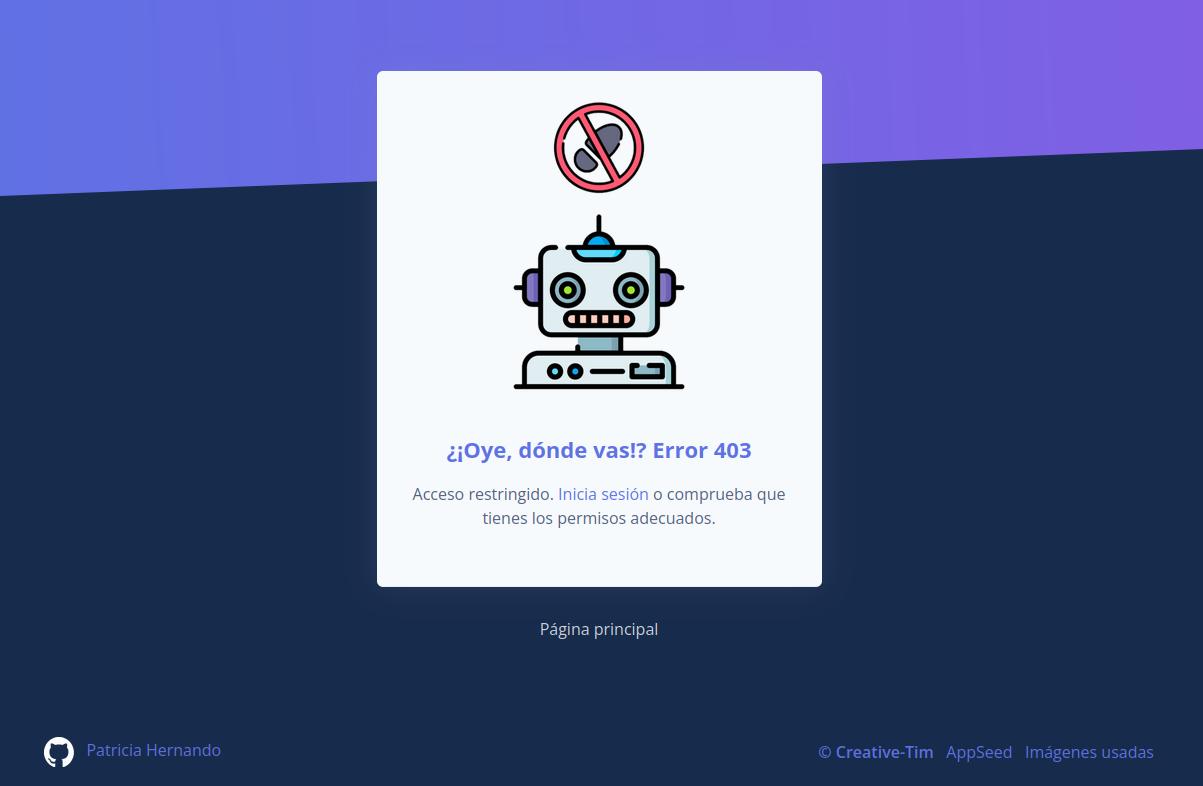 ¿¡Oye, dónde vas!? Error 403
Acceso restringido. Inicia sesión o comprueba que
tienes los permisos adecuados.
Página principal
Patricia Hernando
© Creative-Tim AppSeed Imágenes usadas